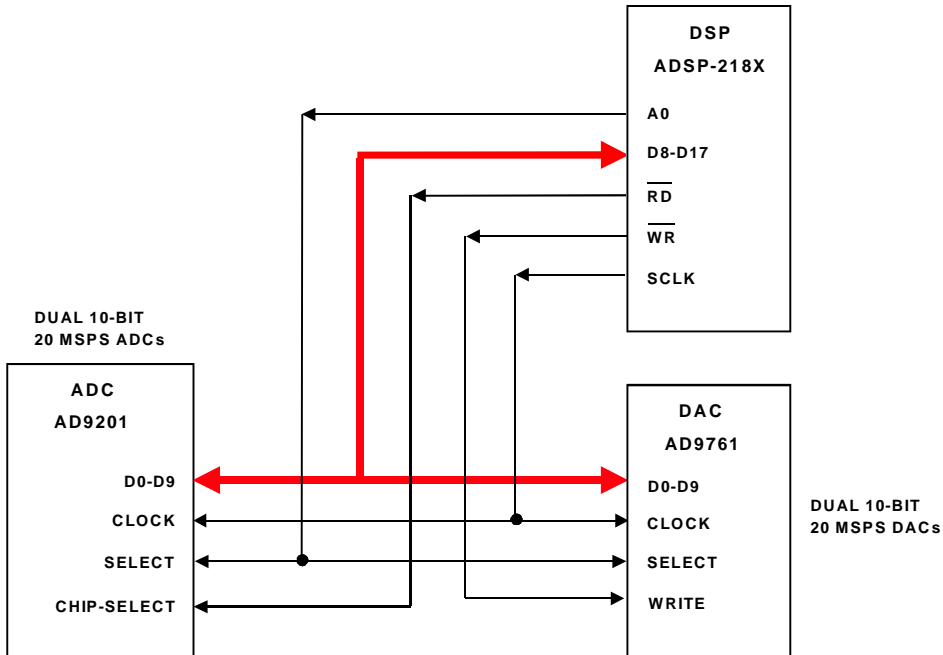 DSP
ADSP-218X
A0
D8-D17
RD
WR
SCLK
DUAL 10-BIT
20 MSPS ADCs
ADC
AD9201
D0-D9
CLOCK
SELECT
CHIP-SELECT
DAC
AD9761
D0-D9
CLOCK
SELECT
WRITE
DUAL 10-BIT
20 MSPS DACs